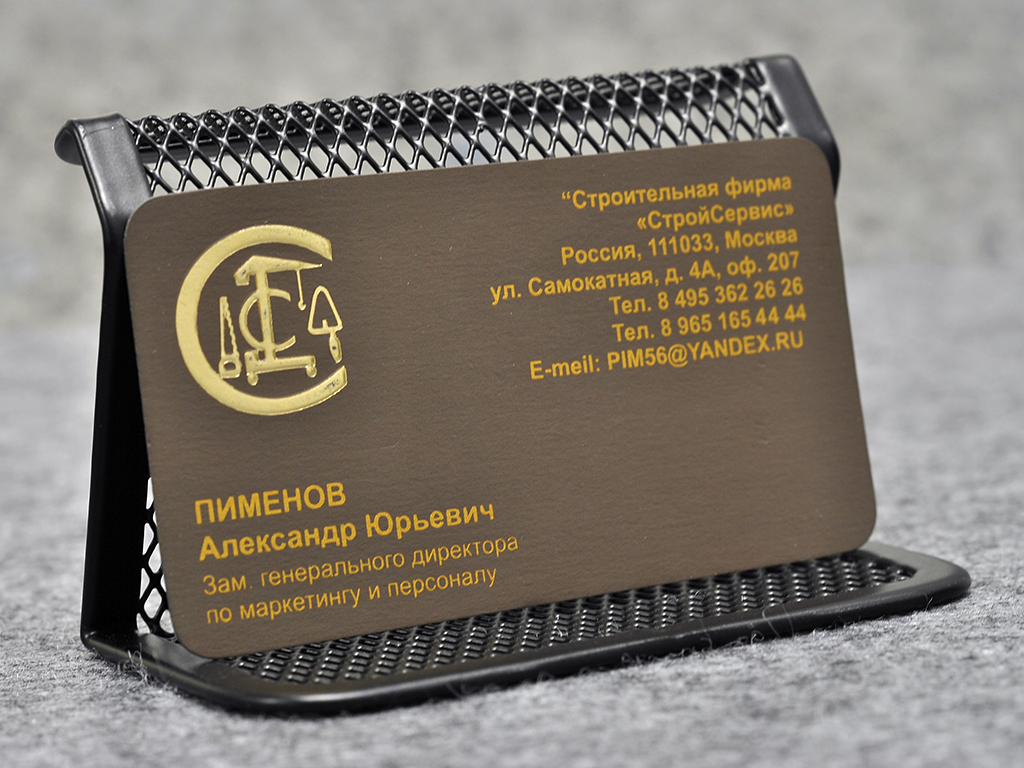 “Строительная фирма
«СтройСервис»
Россия, 111033, Москва
ул. Самокатная, д. 4А, оф. 207
Тел. 8 495 362 26 26
Тел. 8 965 165 44 44
E-meil: PIM56@YANDEX.RU
ПИМЕНОВ
Александр Юрьевич
Зам. генерального директора
по маркетингу и персоналу